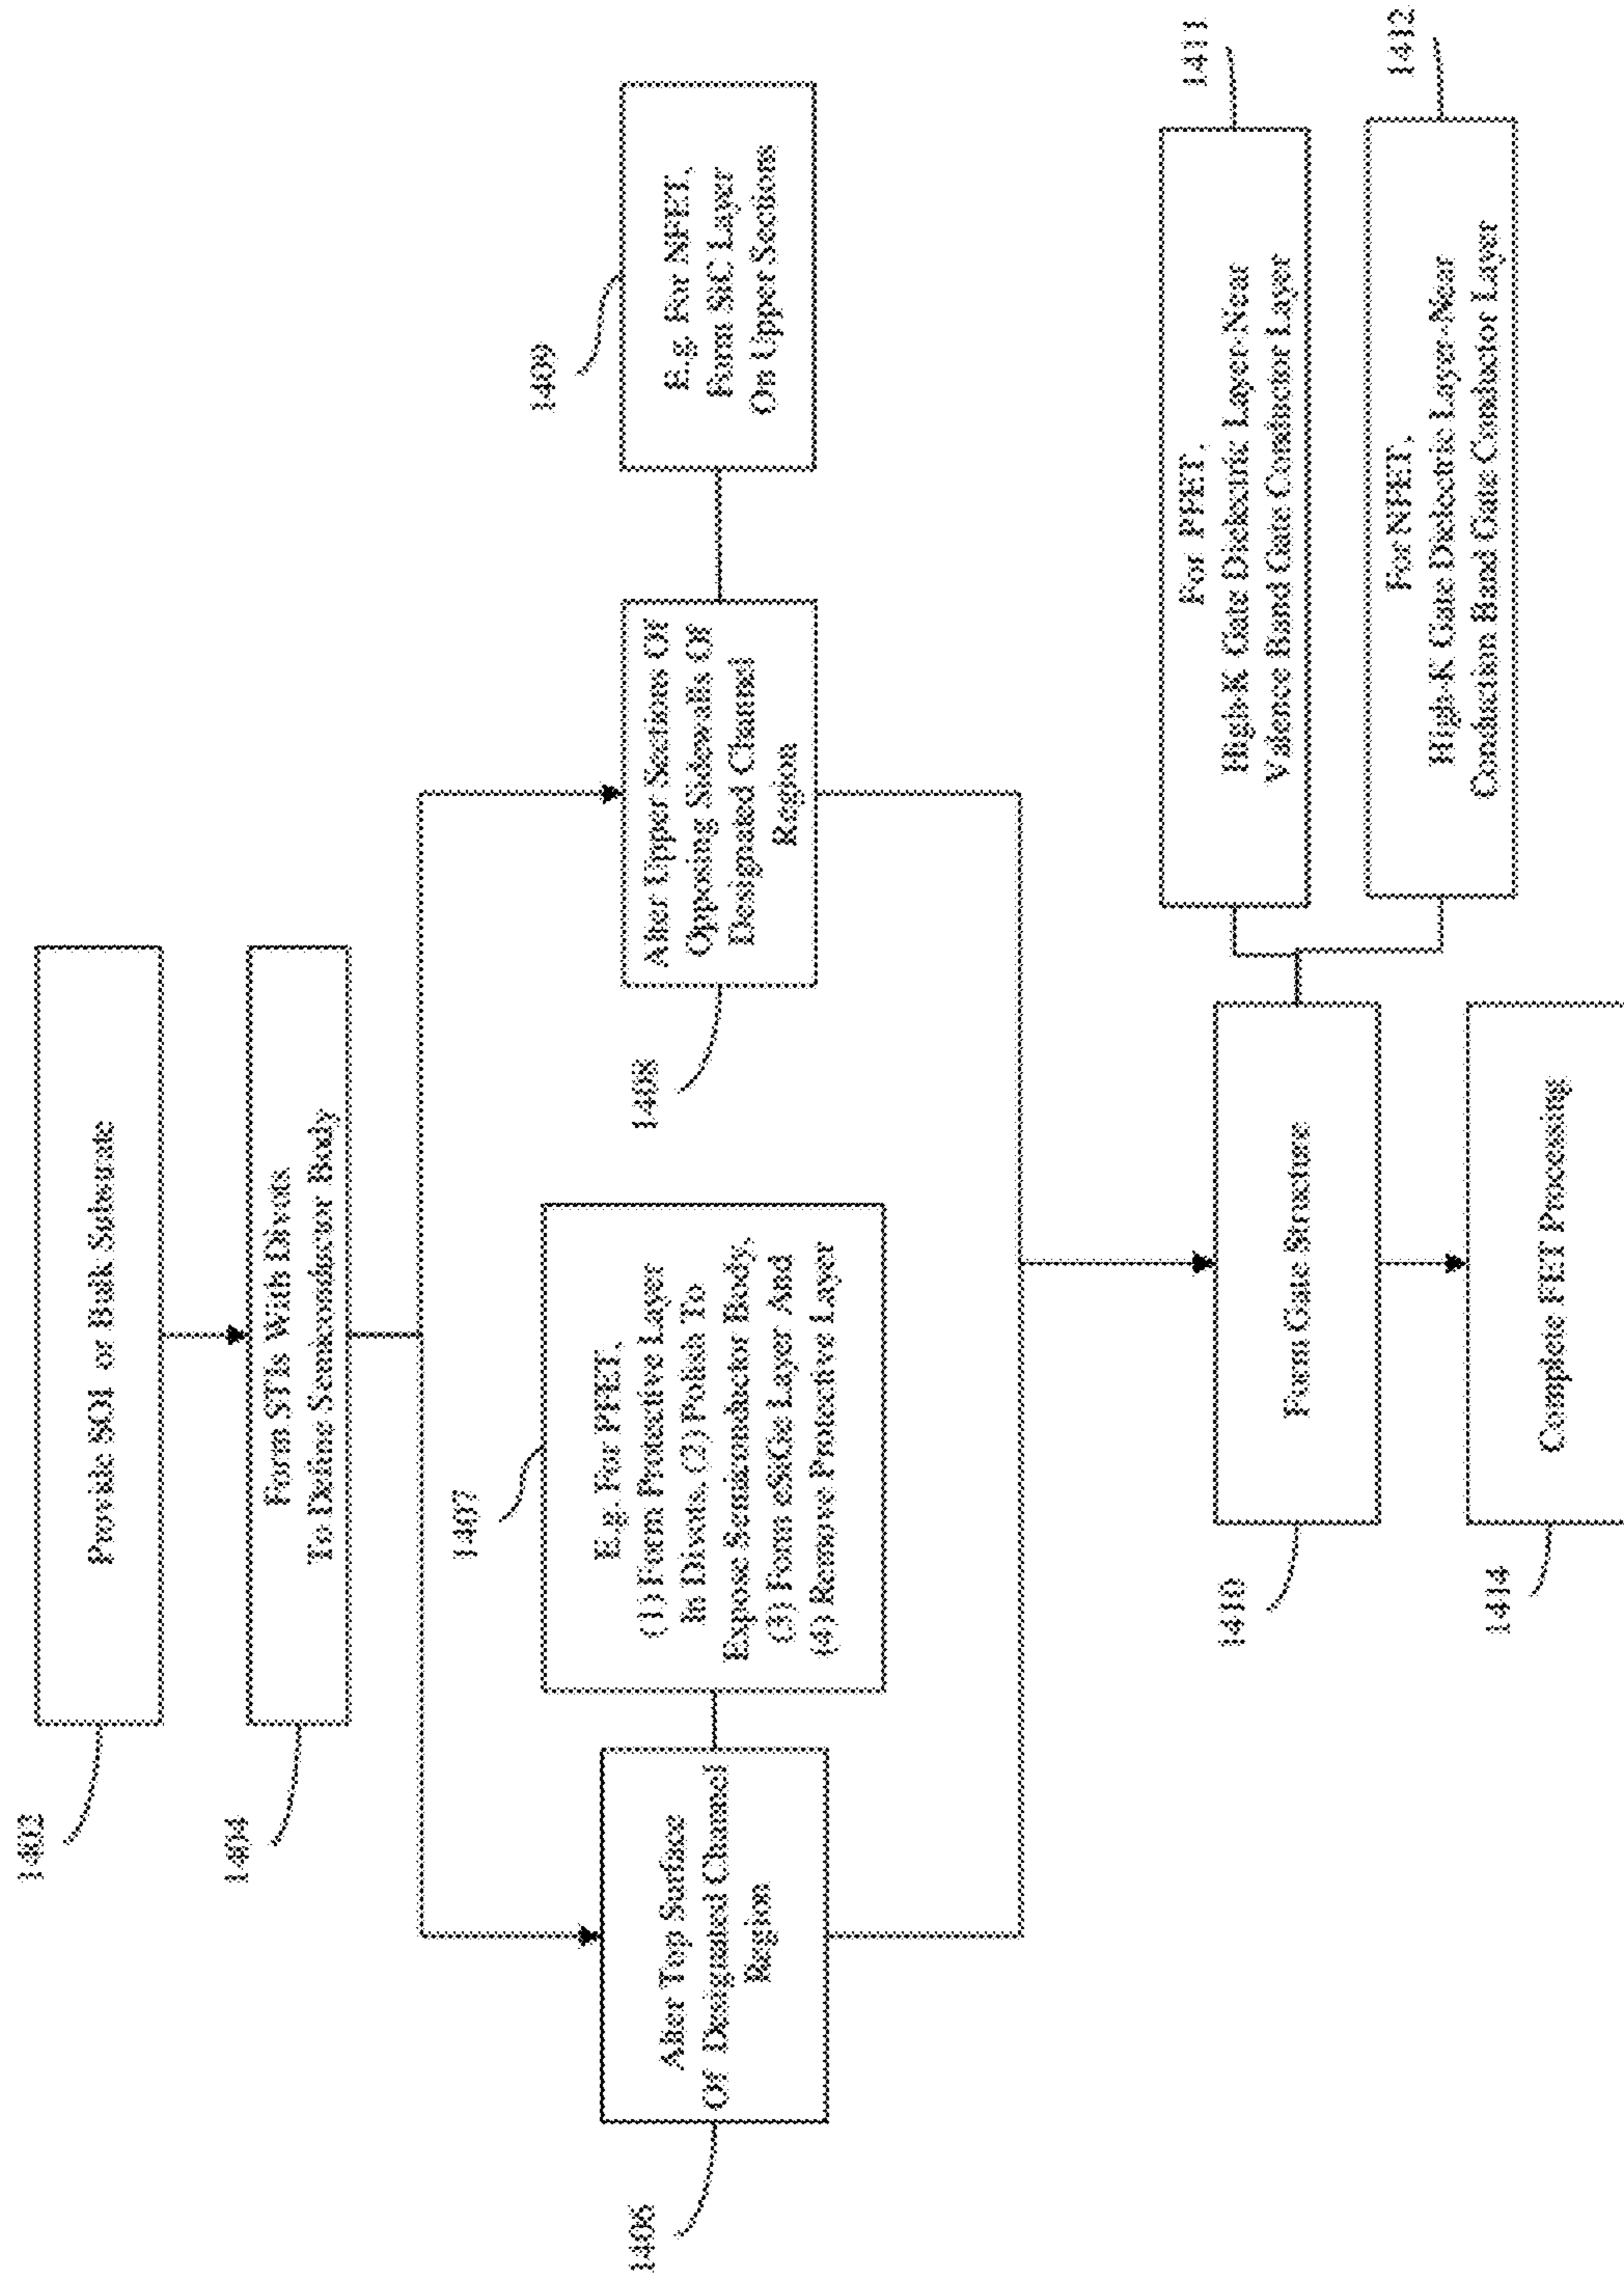 1402
Provide SOI or Bulk Substrate
1404
Form STIs With Divots
To Define Semiconductor Body
1406
Alter Top Surface
Of Designated Channel
Region
1407
E.g. For PFET,
(1) Form Protective Layer
In Divots, (2) Polish To
Expose Semiconductor Body,
(3) Form eSiGe Layer And
(4) Remove Protective Layer
1408
Alter Upper Sections Of
Opposing Sidewalls Of
Designated Channel
Region
1409
E.g. For NFET,
Form SiC Layer
On Upper Sections
1410
Form Gate Structure
1411
For PFET,
High-K Gate Dielectric Layer-Near
Valence Band Gate Conductor Layer
1412
For NFET,
High-K Gate Dielectric Layer-Near
Conduction Band Gate Conductor Layer
1414
Complete FET Processing